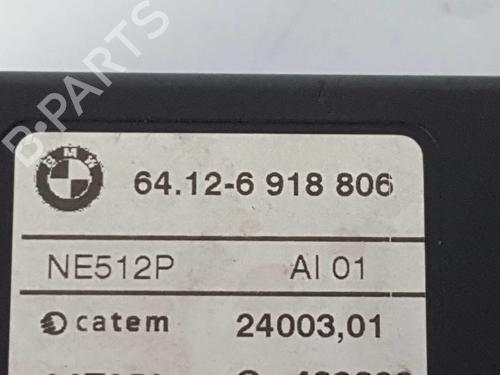 B-PARTS
BMW
64.12-6 918 806
NE512P AI 01
catem 24003,01